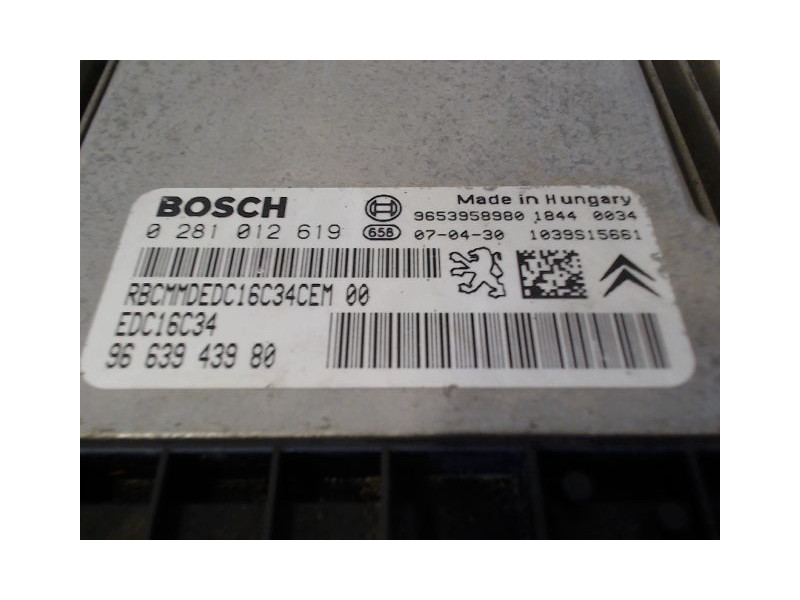 BOSCH
Made in Hungary
9653958980 1844 0034
0 281 012 619
658 07-04-30 1039S15661
RBCMMDEDC16C34CEM 00
EDC16C34
96 639 439 80